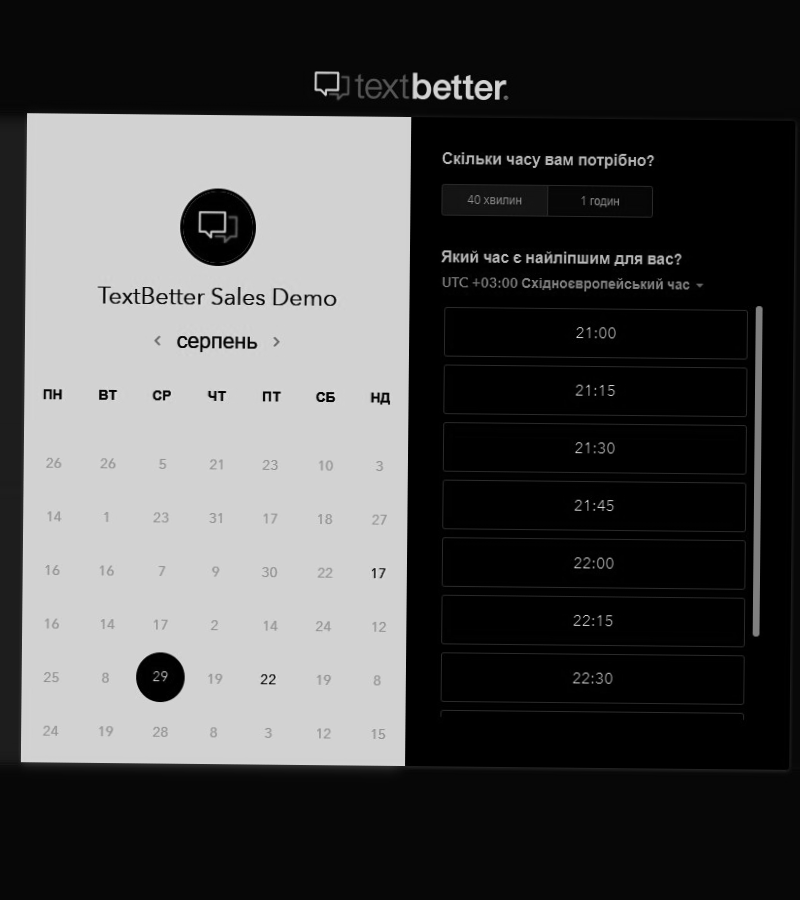 textbetter.
TextBetter Sales Demo
серпень
ПН ВТ СР ЧТ ПТ СБ НД
26 26 5 21 23 10 3
14 1 23 31 17 18 27
16 16 7 9 30 22 17
16 14 17 2 14 24 12
25 8 29 19 22 19 8
24 19 28 8 3 12 15
Скільки часу вам потрібно?
40 хвилин 1 годин
Який час є найліпшим для вас?
UTC +03:00 Східноєвропейський час
21:00
21:15
21:30
21:45
22:00
22:15
22:30